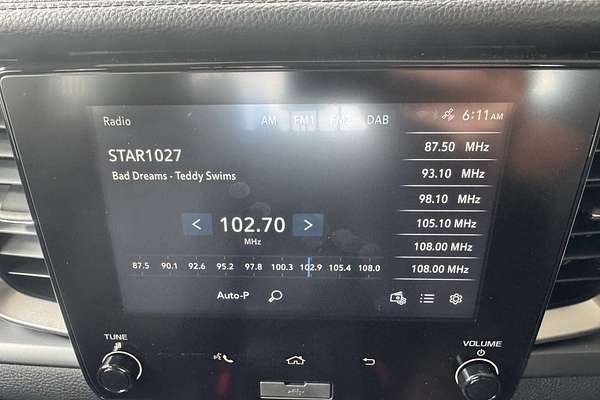 Radio AM FM1 FM2 DAB 6:11 AM
STAR1027
Bad Dreams - Teddy Swims
< 102.70 >
MHz
87.5 90.1 92.6 95.2 97.8 100.3 102.9 105.4 108.0
Auto-P
87.50 MHz
93.10 MHz
98.10 MHz
105.10 MHz
108.00 MHz
108.00 MHz
TUNE
VOLUME